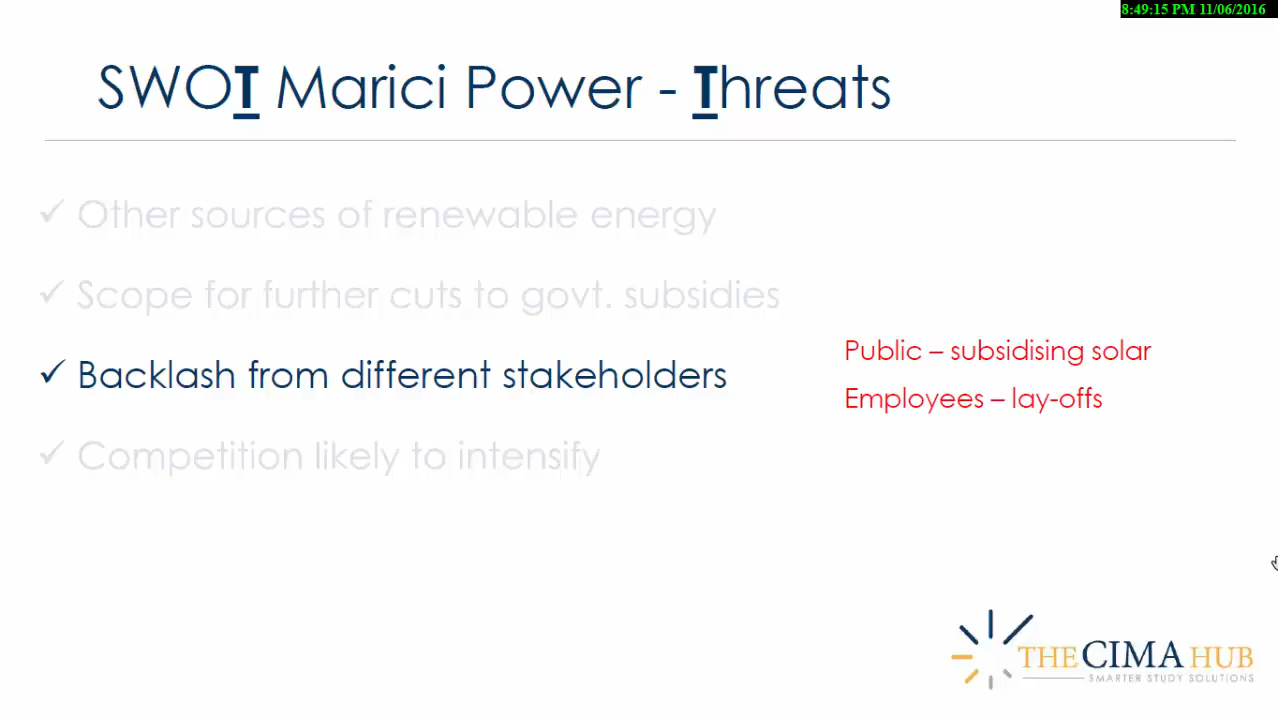 8:49:15 PM 11/06/2016
SWOT Marici Power - Threats
✓ Other sources of renewable energy
✓ Scope for further cuts to govt. subsidies
✓ Backlash from different stakeholders
Public – subsidising solar
Employees – lay-offs
✓ Competition likely to intensify
THE CIMA HUB
SMARTER STUDY SOLUTIONS